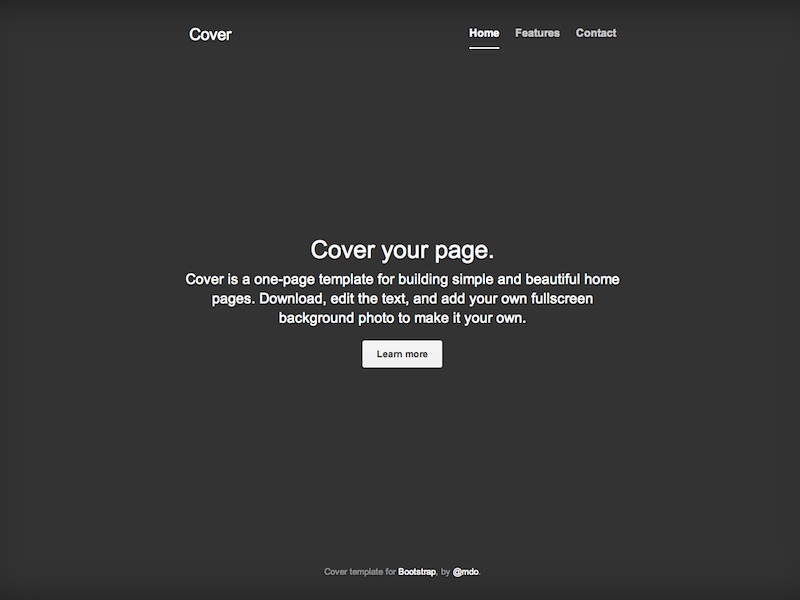 Cover
Home Features Contact
Cover your page.
Cover is a one-page template for building simple and beautiful home
pages. Download, edit the text, and add your own fullscreen
background photo to make it your own.
Learn more
Cover template for Bootstrap, by @mdo.